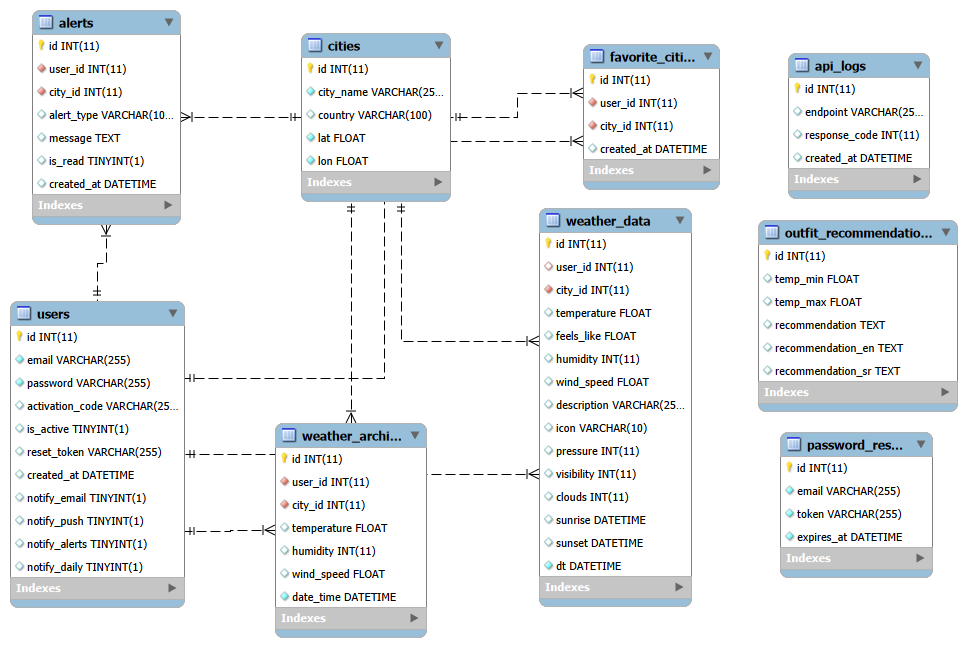 alerts
id INT(11)
user_id INT(11)
city_id INT(11)
alert_type VARCHAR(10...
message TEXT
is_read TINYINT(1)
created_at DATETIME
Indexes
cities
id INT(11)
city_name VARCHAR(25...
country VARCHAR(100)
lat FLOAT
lon FLOAT
Indexes
favorite_citi...
id INT(11)
user_id INT(11)
city_id INT(11)
created_at DATETIME
Indexes
api_logs
id INT(11)
endpoint VARCHAR(25...
response_code INT(11)
created_at DATETIME
Indexes
users
id INT(11)
email VARCHAR(255)
password VARCHAR(255)
activation_code VARCHAR(25...
is_active TINYINT(1)
reset_token VARCHAR(255)
created_at DATETIME
notify_email TINYINT(1)
notify_push TINYINT(1)
notify_alerts TINYINT(1)
notify_daily TINYINT(1)
Indexes
weather_archi...
id INT(11)
user_id INT(11)
city_id INT(11)
temperature FLOAT
humidity INT(11)
wind_speed FLOAT
date_time DATETIME
Indexes
weather_data
id INT(11)
user_id INT(11)
city_id INT(11)
temperature FLOAT
feels_like FLOAT
humidity INT(11)
wind_speed FLOAT
description VARCHAR(25...
icon VARCHAR(10)
pressure INT(11)
visibility INT(11)
clouds INT(11)
sunrise DATETIME
sunset DATETIME
dt DATETIME
Indexes
outfit_recommendatio...
id INT(11)
temp_min FLOAT
temp_max FLOAT
recommendation TEXT
recommendation_en TEXT
recommendation_sr TEXT
Indexes
password_res...
id INT(11)
email VARCHAR(255)
token VARCHAR(255)
expires_at DATETIME
Indexes